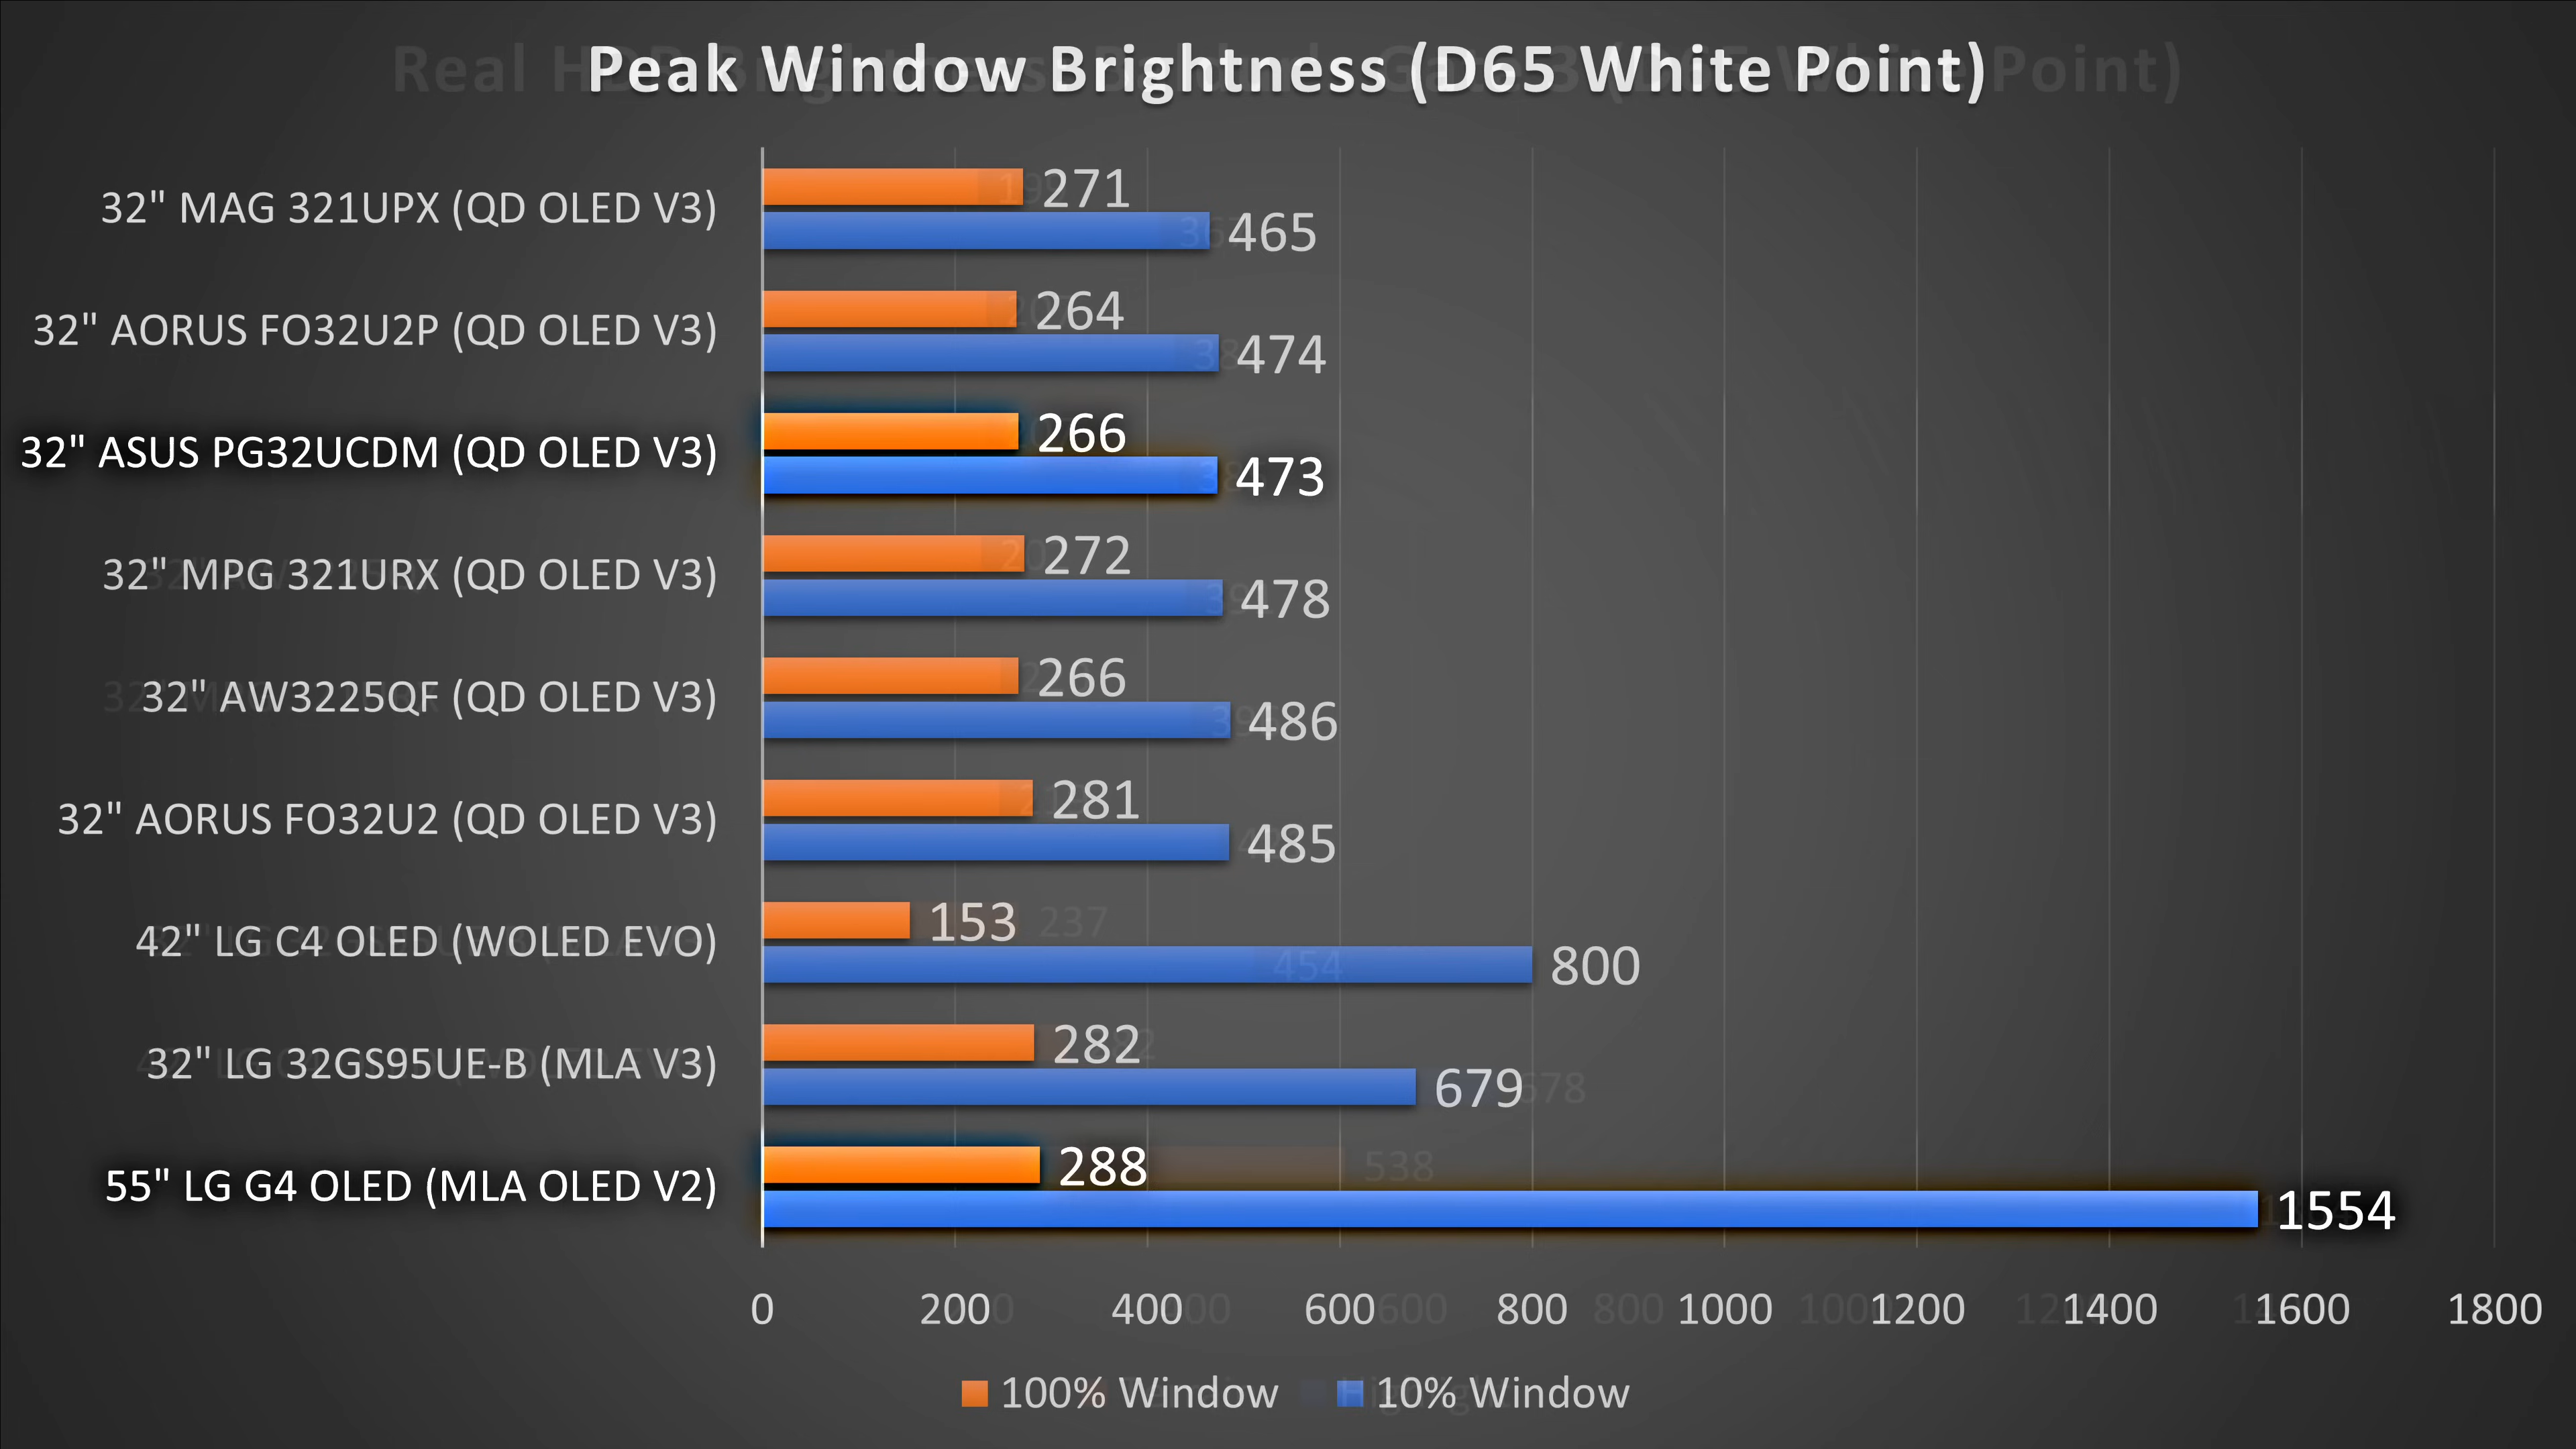 Peak Window Brightness (D65 White Point)
32" MAG 321UPX (QD OLED V3)
271
465
32" AORUS FO32U2P (QD OLED V3)
264
474
32" ASUS PG32UCDM (QD OLED V3)
266
473
32" MPG 321URX (QD OLED V3)
272
478
32" AW3225QF (QD OLED V3)
266
486
32" AORUS FO32U2 (QD OLED V3)
281
485
42" LG C4 OLED (WOLED EVO)
153
237
800
454
32" LG 32GS95UE-B (MLA V3)
282
679
55" LG G4 OLED (MLA OLED V2)
288
538
1554
0 200 400 600 800 1000 1200 1400 1600 1800
100% Window 10% Window